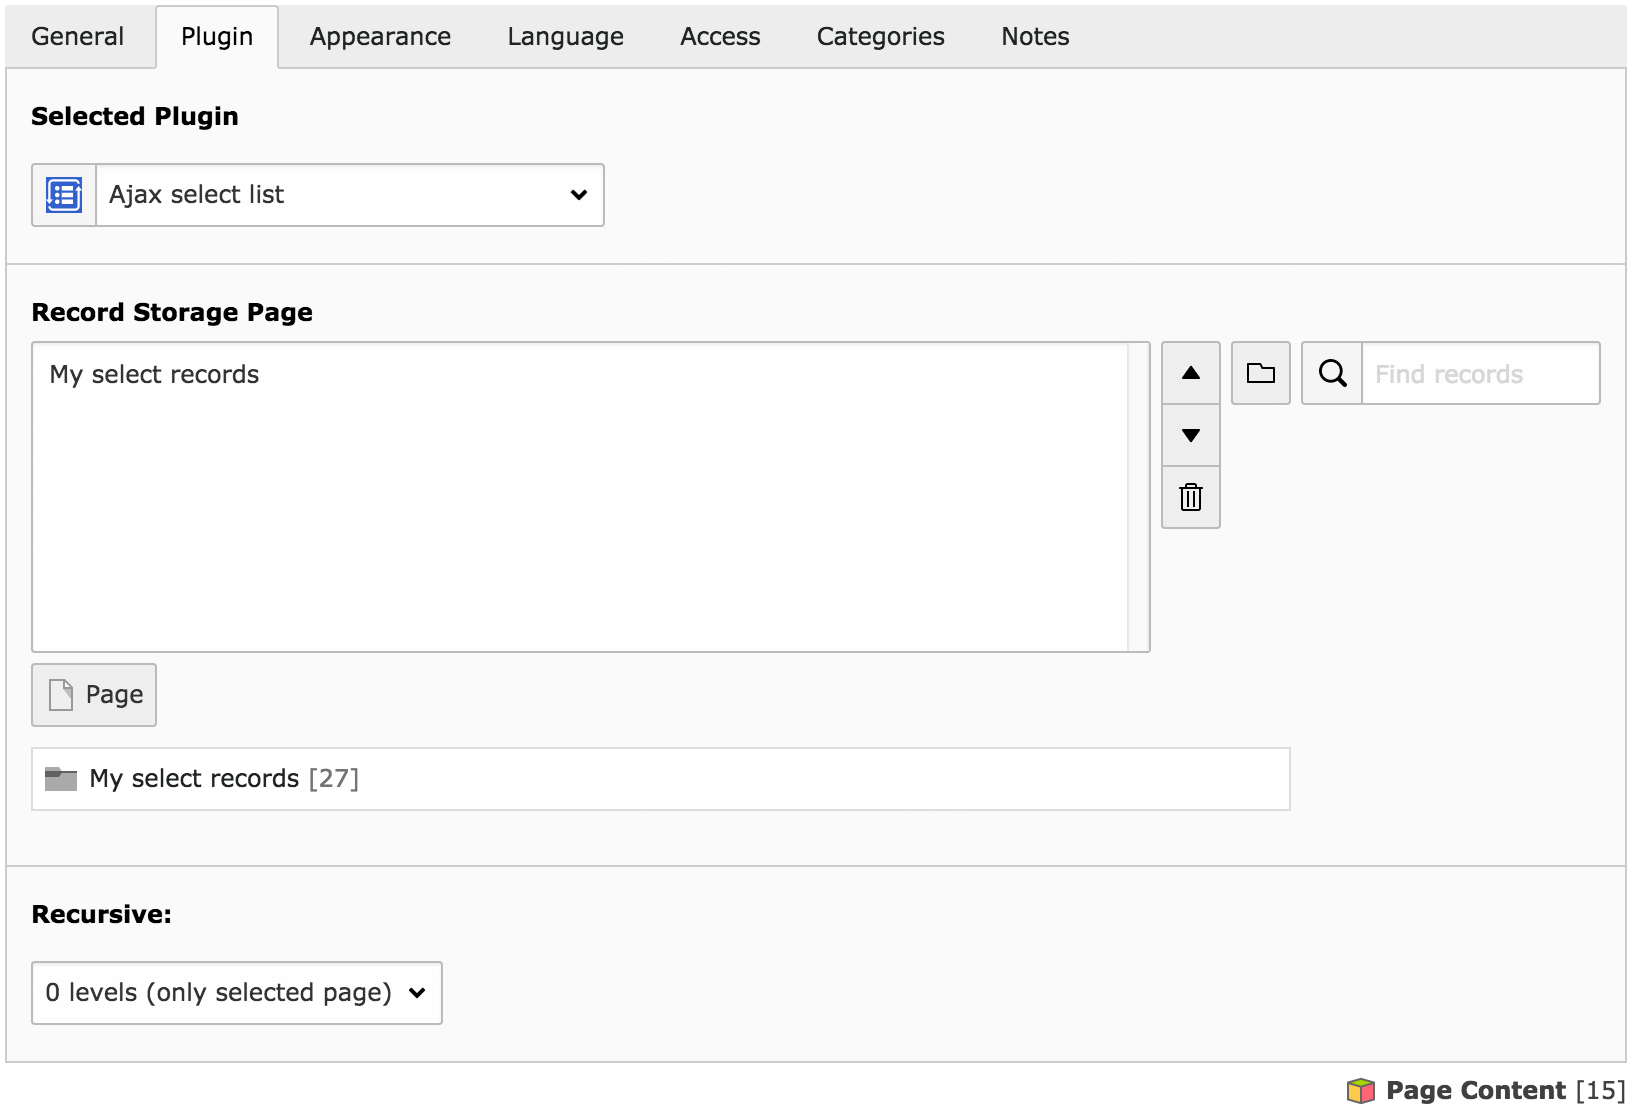 General Plugin Appearance Language Access Categories Notes
Selected Plugin
Ajax select list
Record Storage Page
My select records
Find records
Page
My select records [27]
Recursive:
0 levels (only selected page)
Page Content [15]